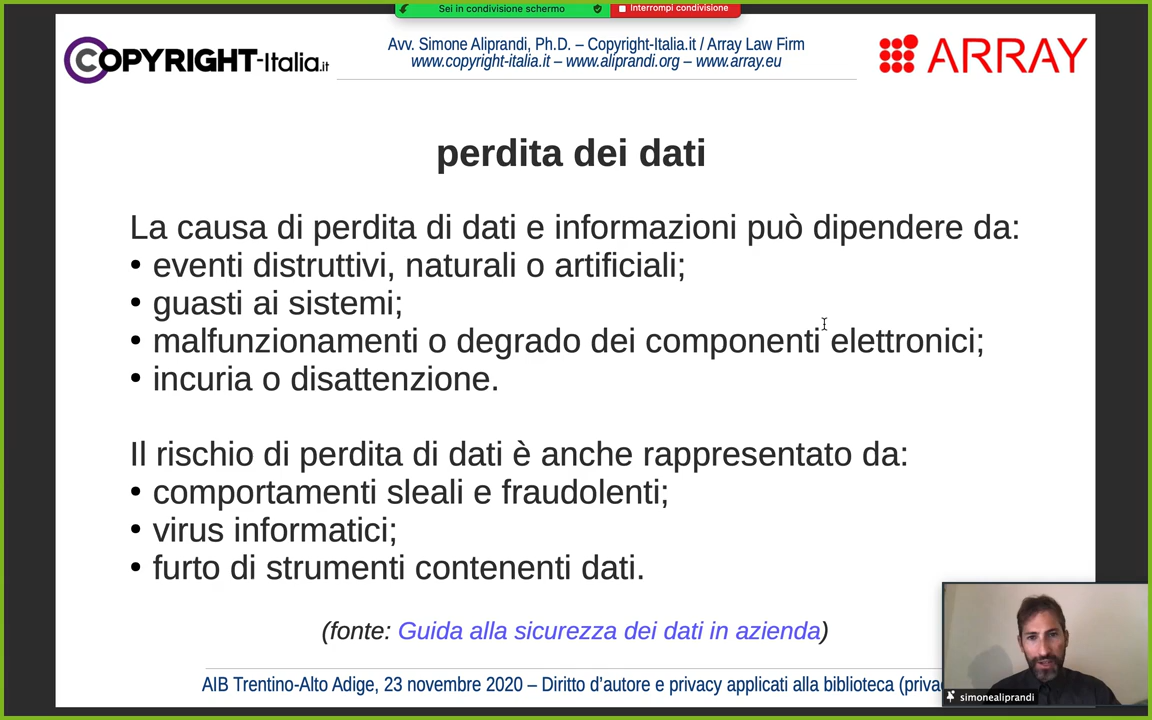 Sei in condivisione schermo
Interrompi condivisione
COPYRIGHT-Italia.it
Avv. Simone Aliprandi, Ph.D. – Copyright-Italia.it / Array Law Firm
www.copyright-italia.it – www.aliprandi.org – www.array.eu
ARRAY
perdita dei dati
La causa di perdita di dati e informazioni può dipendere da:
• eventi distruttivi, naturali o artificiali;
• guasti ai sistemi;
• malfunzionamenti o degrado dei componenti elettronici;
• incuria o disattenzione.
Il rischio di perdita di dati è anche rappresentato da:
• comportamenti sleali e fraudolenti;
• virus informatici;
• furto di strumenti contenenti dati.
(fonte: Guida alla sicurezza dei dati in azienda)
AIB Trentino-Alto Adige, 23 novembre 2020 – Diritto d’autore e privacy applicati alla biblioteca
simonealiprandi